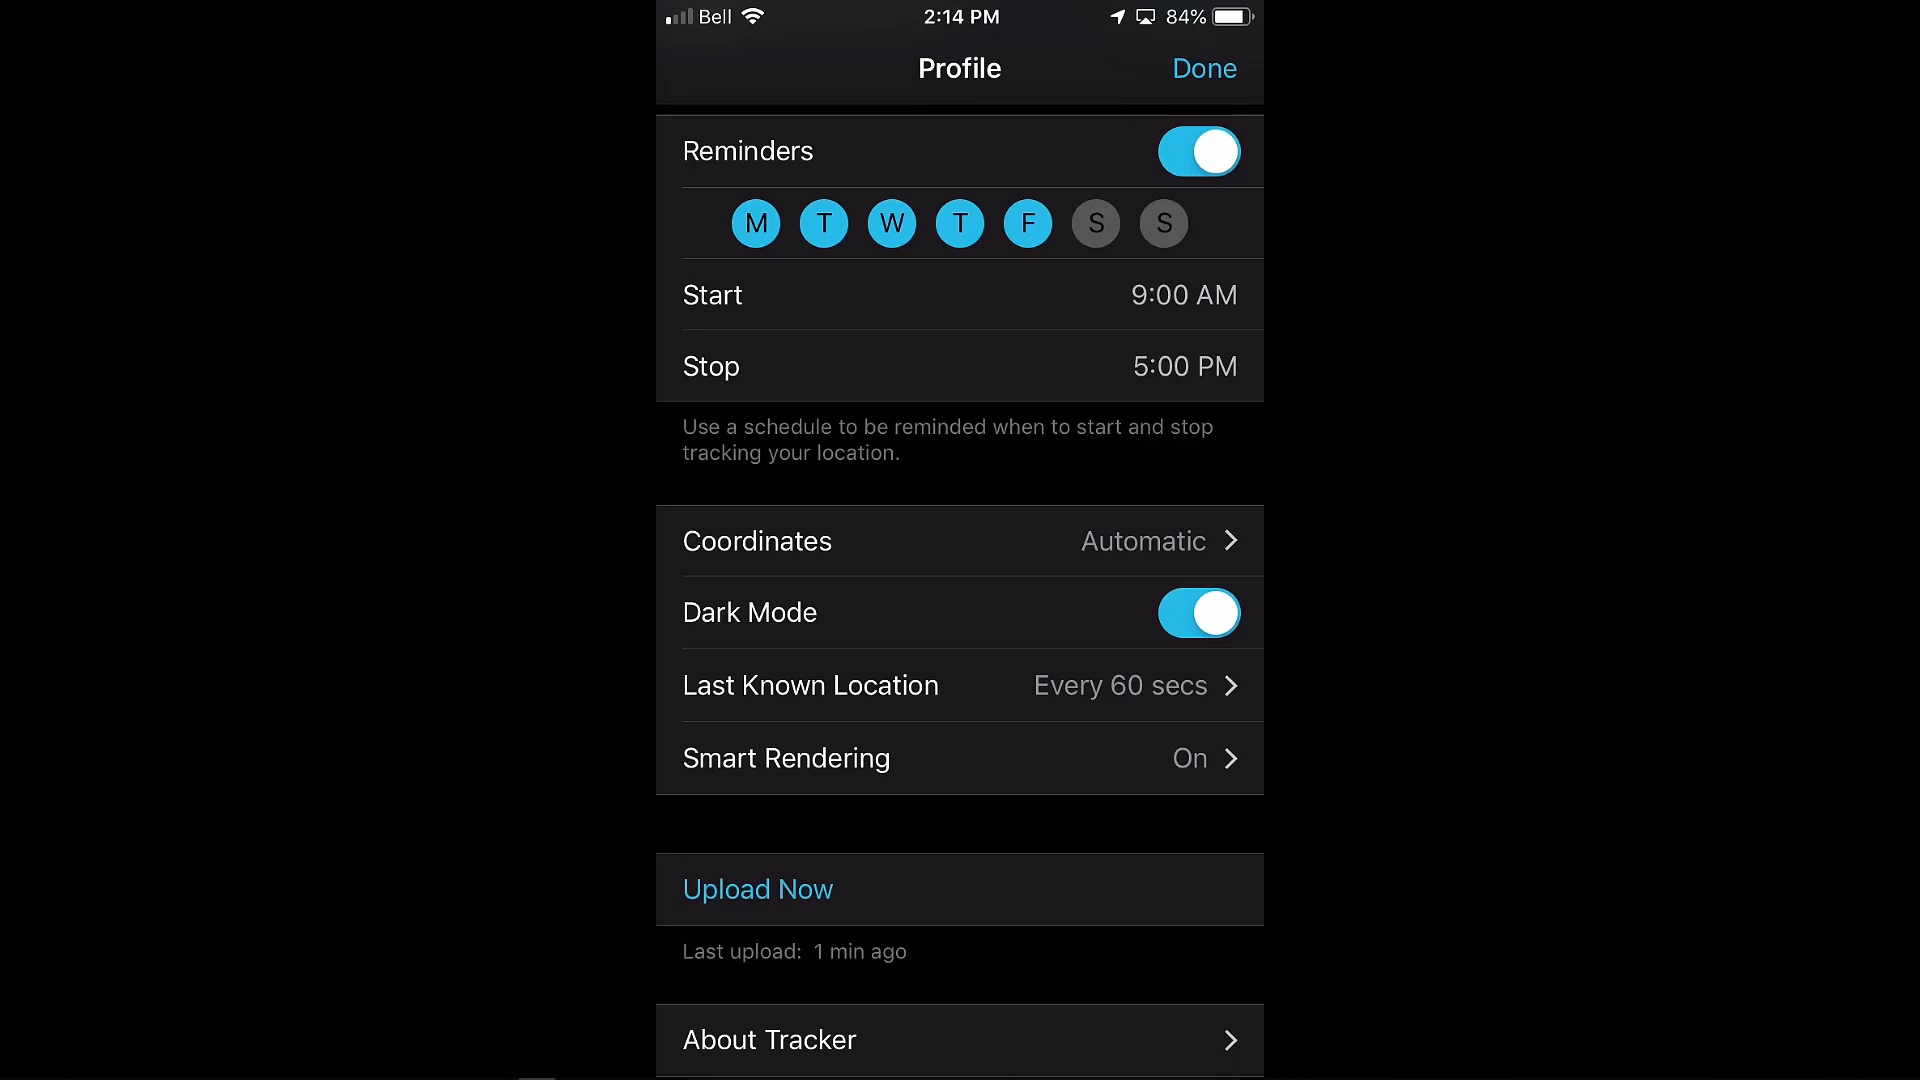 Bell 2:14 PM 84%
Profile Done
Reminders
M T W T F S S
Start 9:00 AM
Stop 5:00 PM
Use a schedule to be reminded when to start and stop
tracking your location.
Coordinates Automatic
Dark Mode
Last Known Location Every 60 secs
Smart Rendering On
Upload Now
Last upload: 1 min ago
About Tracker